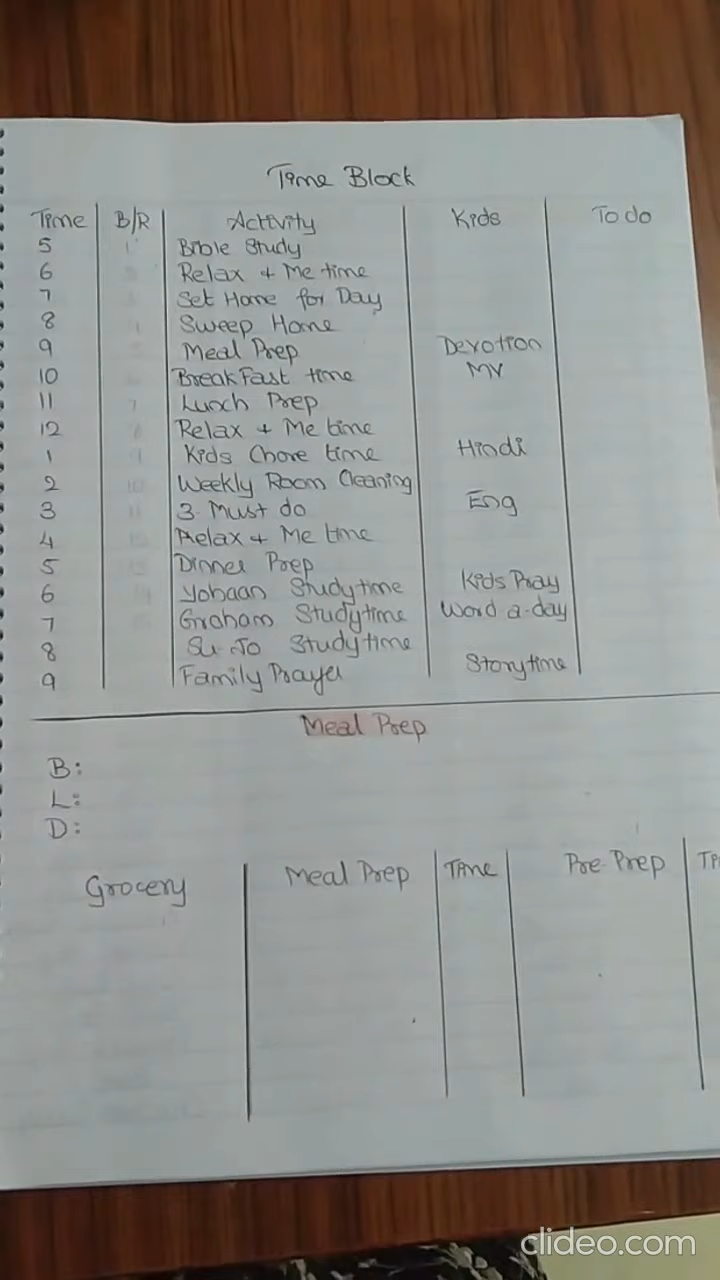 Time Block
Time B/R Activity Kids To do
5 Bible Study
6 Relax + Me time
7 Set Home for Day
8 Sweep Home
9 Meal Prep Devotion
10 BreakFast time MV
11 Lunch Prep
12 Relax + Me time
1 Kids Chore time Hindi
2 Weekly Room Cleaning
3 3 Must do Eng
4 Relax + Me time
5 Dinner Prep
6 Yohaan Study time Kids Pray
7 Graham Study time Word a-day
8 Su-Jo Study time
9 Family Prayer Story time
Meal Prep
B:
L:
D:
Grocery Meal Prep Time Pre-Prep
clideo.com